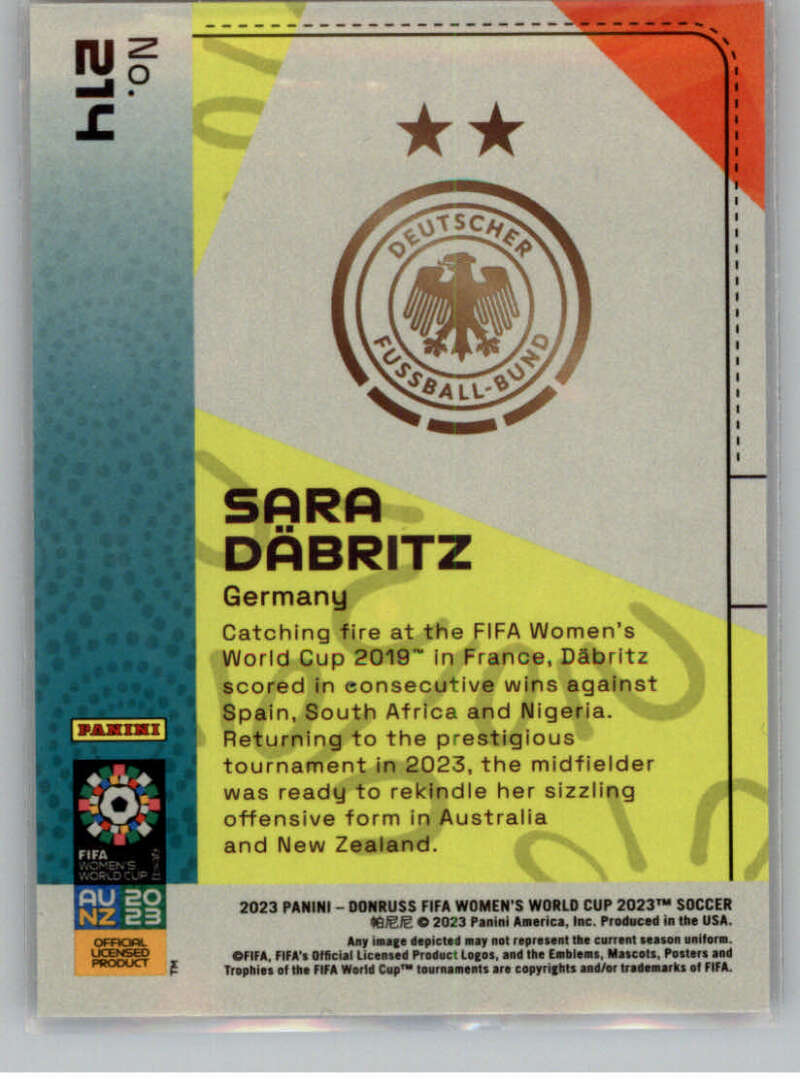 No.
214
DEUTSCHER
FUSSBALL-BUND
SARA
DÄBRITZ
Germany
Catching fire at the FIFA Women's
World Cup 2019™ in France, Däbritz
scored in consecutive wins against
Spain, South Africa and Nigeria.
Returning to the prestigious
tournament in 2023, the midfielder
was ready to rekindle her sizzling
offensive form in Australia
and New Zealand.
PANINI
FIFA
WOMEN'S
WORLD CUP
AU 20
NZ 23
OFFICIAL
LICENSED
PRODUCT
TM
2023 PANINI – DONRUSS FIFA WOMEN'S WORLD CUP 2023™ SOCCER
帕尼尼 © 2023 Panini America, Inc. Produced in the USA.
Any image depicted may not represent the current season uniform.
©FIFA, FIFA's Official Licensed Product Logos, and the Emblems, Mascots, Posters and
Trophies of the FIFA World Cup™ tournaments are copyrights and/or trademarks of FIFA.